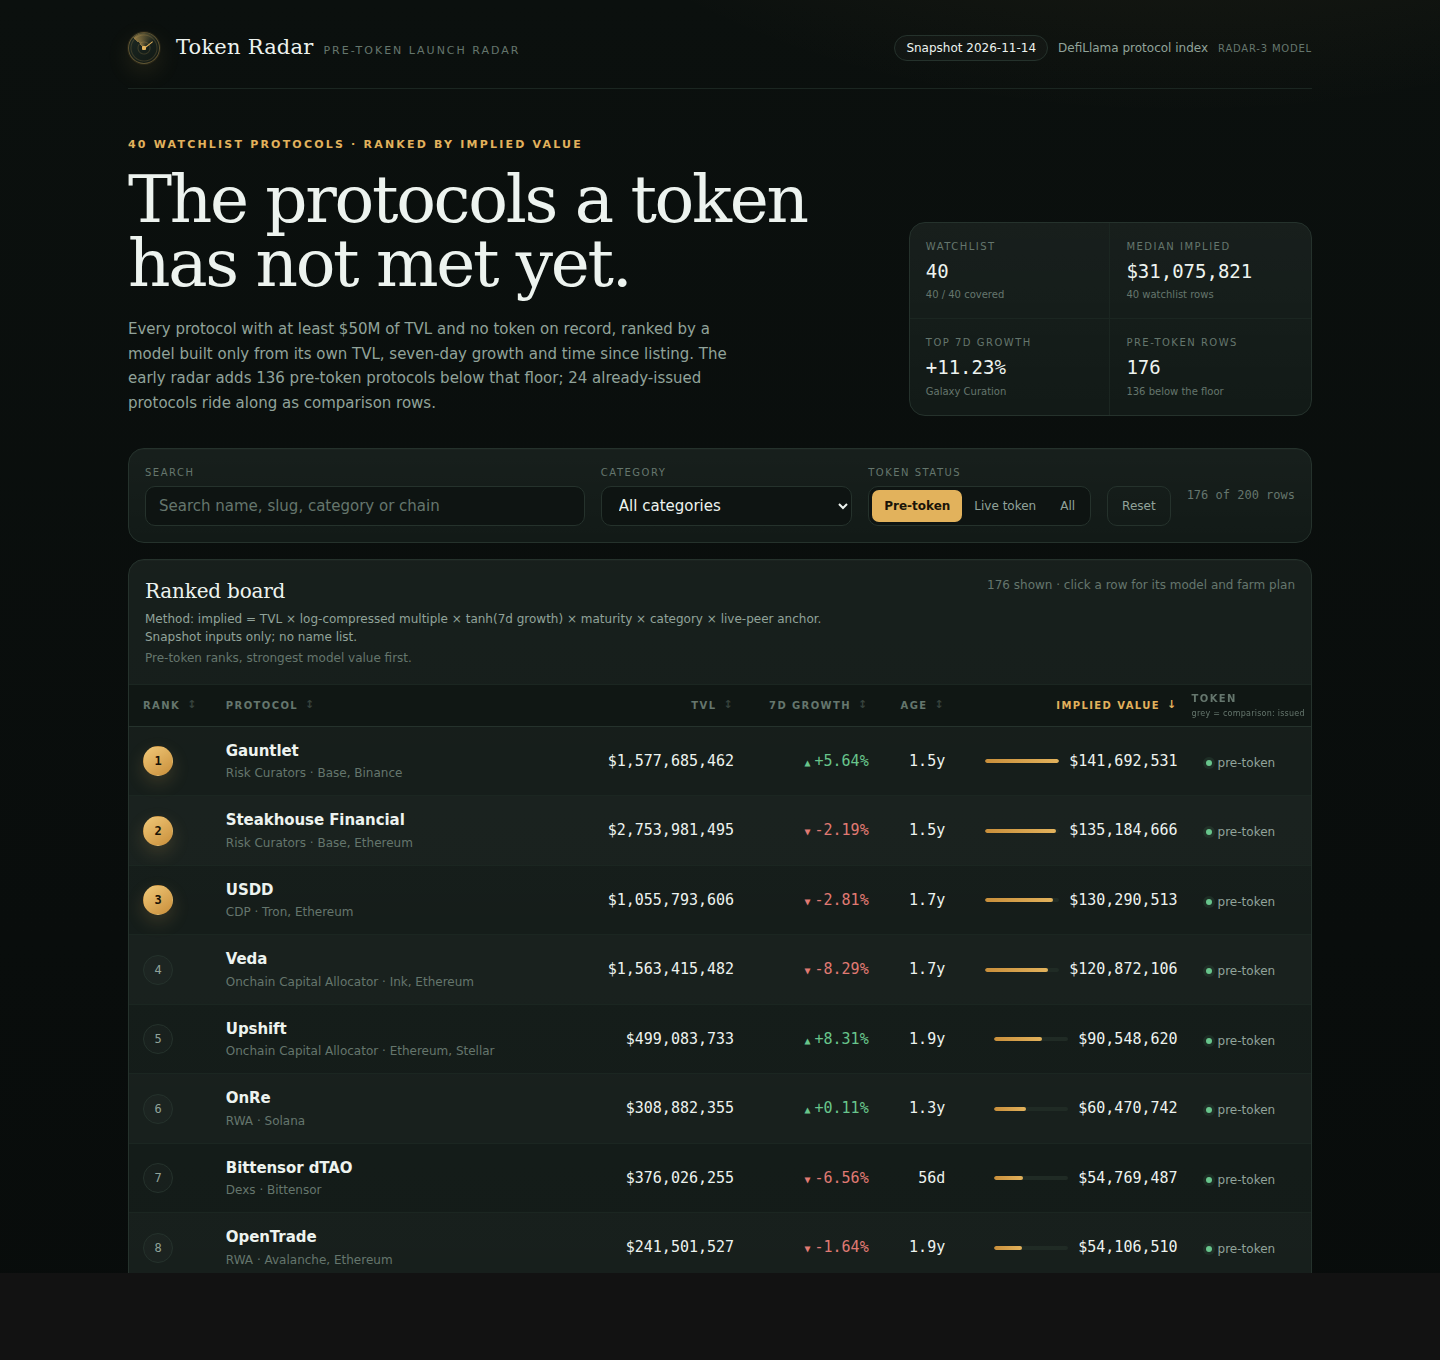 Token Radar PRE-TOKEN LAUNCH RADAR
Snapshot 2026-11-14 DefiLlama protocol index RADAR-3 MODEL
40 WATCHLIST PROTOCOLS · RANKED BY IMPLIED VALUE
The protocols a token
has not met yet.
Every protocol with at least $50M of TVL and no token on record, ranked by a
model built only from its own TVL, seven-day growth and time since listing. The
early radar adds 136 pre-token protocols below that floor; 24 already-issued
protocols ride along as comparison rows.
WATCHLIST
40
40 / 40 covered
MEDIAN IMPLIED
$31,075,821
40 watchlist rows
TOP 7D GROWTH
+11.23%
Galaxy Curation
PRE-TOKEN ROWS
176
136 below the floor
SEARCH
Search name, slug, category or chain
CATEGORY
All categories
TOKEN STATUS
Pre-token Live token All
Reset
176 of 200 rows
Ranked board
176 shown · click a row for its model and farm plan
Method: implied = TVL × log-compressed multiple × tanh(7d growth) × maturity × category × live-peer anchor.
Snapshot inputs only; no name list.
Pre-token ranks, strongest model value first.
RANK ↕ PROTOCOL ↕ TVL ↕ 7D GROWTH ↕ AGE ↕ IMPLIED VALUE ↓ TOKEN
grey = comparison: issued
1 Gauntlet $1,577,685,462 ▲ +5.64% 1.5y $141,692,531 pre-token
Risk Curators · Base, Binance
2 Steakhouse Financial $2,753,981,495 ▼ -2.19% 1.5y $135,184,666 pre-token
Risk Curators · Base, Ethereum
3 USDD $1,055,793,606 ▼ -2.81% 1.7y $130,290,513 pre-token
CDP · Tron, Ethereum
4 Veda $1,563,415,482 ▼ -8.29% 1.7y $120,872,106 pre-token
Onchain Capital Allocator · Ink, Ethereum
5 Upshift $499,083,733 ▲ +8.31% 1.9y $90,548,620 pre-token
Onchain Capital Allocator · Ethereum, Stellar
6 OnRe $308,882,355 ▲ +0.11% 1.3y $60,470,742 pre-token
RWA · Solana
7 Bittensor dTAO $376,026,255 ▼ -6.56% 56d $54,769,487 pre-token
Dexs · Bittensor
8 OpenTrade $241,501,527 ▼ -1.64% 1.9y $54,106,510 pre-token
RWA · Avalanche, Ethereum